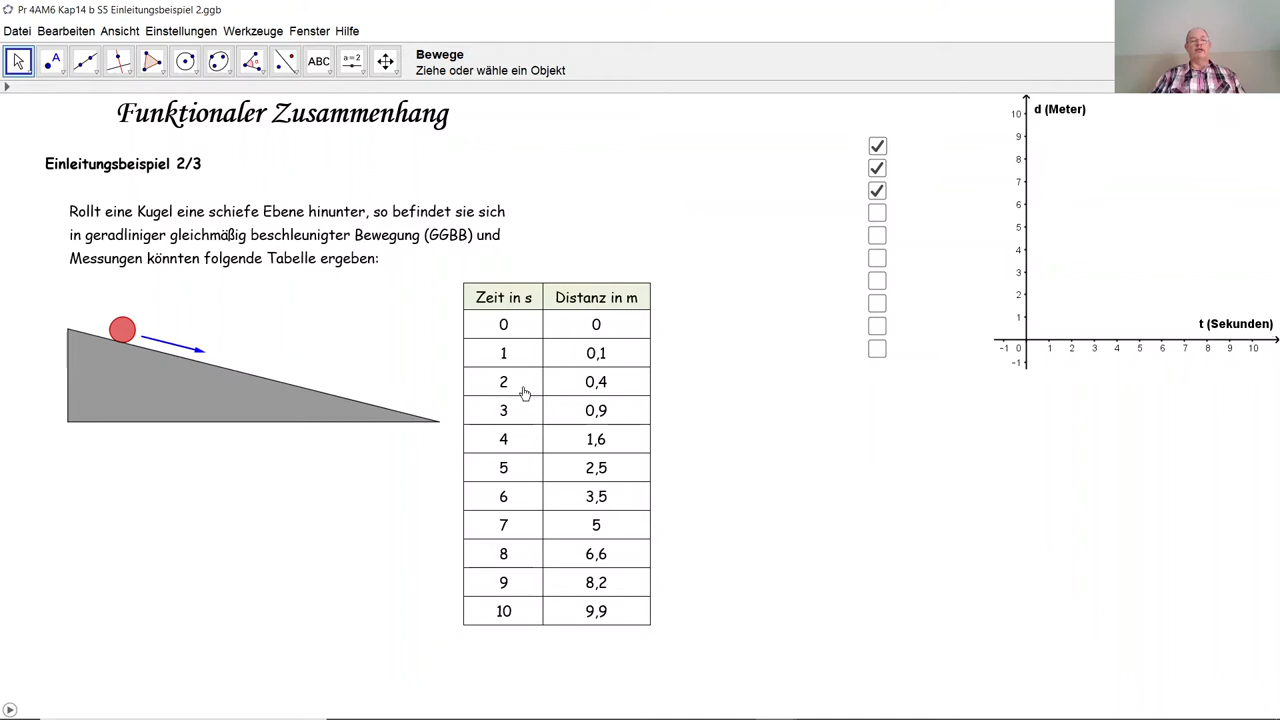 Pr 4AM6 Kap14 b S5 Einleitungsbeispiel 2.ggb
Datei Bearbeiten Ansicht Einstellungen Werkzeuge Fenster Hilfe
A
ABC
a=2
Bewege
Ziehe oder wähle ein Objekt
Funktionaler Zusammenhang
Einleitungsbeispiel 2/3
Rollt eine Kugel eine schiefe Ebene hinunter, so befindet sie sich
in geradliniger gleichmäßig beschleunigter Bewegung (GGBB) und
Messungen könnten folgende Tabelle ergeben:
Zeit in s Distanz in m
0 0
1 0,1
2 0,4
3 0,9
4 1,6
5 2,5
6 3,5
7 5
8 6,6
9 8,2
10 9,9
d (Meter)
10
9
8
7
6
5
4
3
2
1
t (Sekunden)
−1 0 1 2 3 4 5 6 7 8 9 10
−1